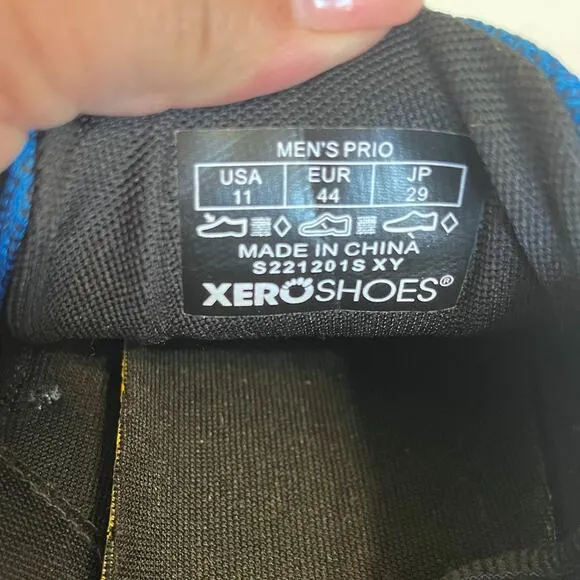 MEN'S PRIO
USA EUR JP
11 44 29
MADE IN CHINA
S221201S XY
XEROSHOES®